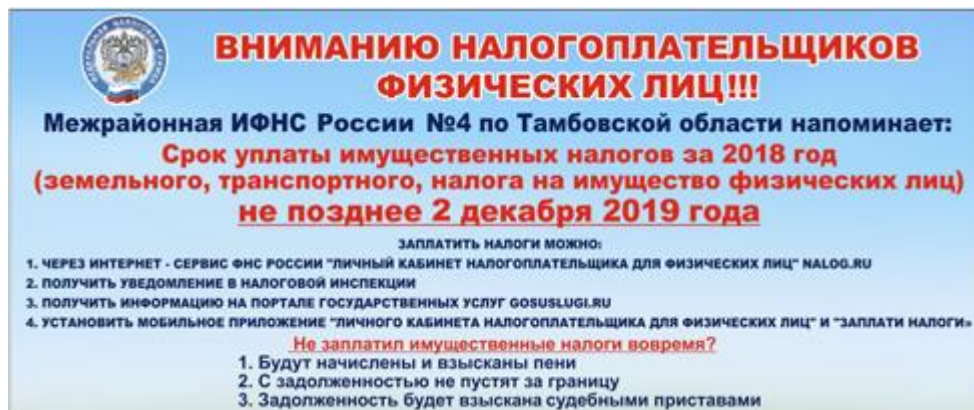 ВНИМАНИЮ НАЛОГОПЛАТЕЛЬЩИКОВ
ФИЗИЧЕСКИХ ЛИЦ!!!
Межрайонная ИФНС России №4 по Тамбовской области напоминает:
Срок уплаты имущественных налогов за 2018 год
(земельного, транспортного, налога на имущество физических лиц)
не позднее 2 декабря 2019 года
ЗАПЛАТИТЬ НАЛОГИ МОЖНО:
1. ЧЕРЕЗ ИНТЕРНЕТ - СЕРВИС ФНС РОССИИ "ЛИЧНЫЙ КАБИНЕТ НАЛОГОПЛАТЕЛЬЩИКА ДЛЯ ФИЗИЧЕСКИХ ЛИЦ" NALOG.RU
2. ПОЛУЧИТЬ УВЕДОМЛЕНИЕ В НАЛОГОВОЙ ИНСПЕКЦИИ
3. ПОЛУЧИТЬ ИНФОРМАЦИЮ НА ПОРТАЛЕ ГОСУДАРСТВЕННЫХ УСЛУГ GOSUSLUGI.RU
4. УСТАНОВИТЬ МОБИЛЬНОЕ ПРИЛОЖЕНИЕ "ЛИЧНОГО КАБИНЕТА НАЛОГОПЛАТЕЛЬЩИКА ДЛЯ ФИЗИЧЕСКИХ ЛИЦ" И "ЗАПЛАТИ НАЛОГИ»
Не заплатил имущественные налоги вовремя?
1. Будут начислены и взысканы пени
2. С задолженностью не пустят за границу
3. Задолженность будет взыскана судебными приставами